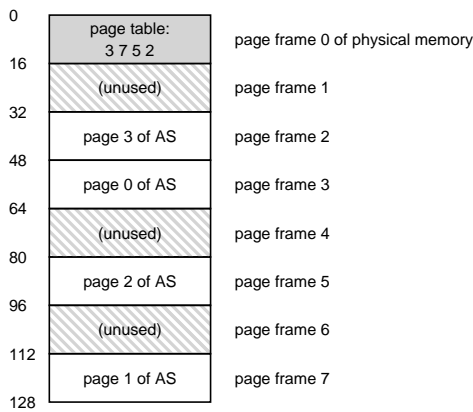 0
page table:
3 7 5 2
page frame 0 of physical memory
16
(unused)
page frame 1
32
page 3 of AS
page frame 2
48
page 0 of AS
page frame 3
64
(unused)
page frame 4
80
page 2 of AS
page frame 5
96
(unused)
page frame 6
112
page 1 of AS
page frame 7
128